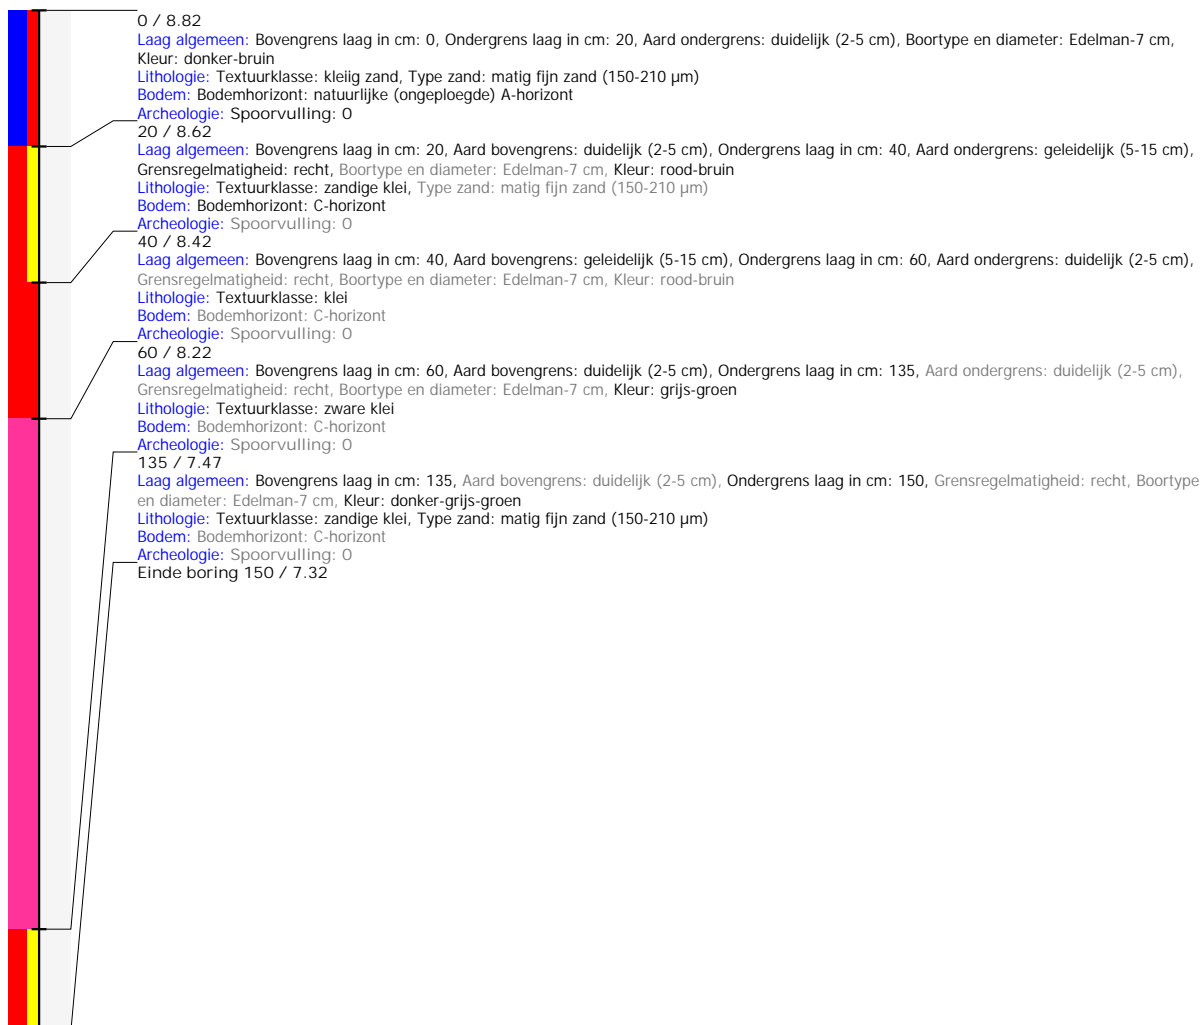 0 / 8.82
Laag algemeen: Bovengrens laag in cm: 0, Ondergrens laag in cm: 20, Aard ondergrens: duidelijk (2-5 cm), Boortype en diameter: Edelman-7 cm,
Kleur: donker-bruin
Lithologie: Textuurklasse: kleiig zand, Type zand: matig fijn zand (150-210 µm)
Bodem: Bodemhorizont: natuurlijke (ongeploegde) A-horizont
Archeologie: Spoorvulling: 0
20 / 8.62
Laag algemeen: Bovengrens laag in cm: 20, Aard bovengrens: duidelijk (2-5 cm), Ondergrens laag in cm: 40, Aard ondergrens: geleidelijk (5-15 cm),
Grensregelmatigheid: recht, Boortype en diameter: Edelman-7 cm, Kleur: rood-bruin
Lithologie: Textuurklasse: zandige klei, Type zand: matig fijn zand (150-210 µm)
Bodem: Bodemhorizont: C-horizont
Archeologie: Spoorvulling: 0
40 / 8.42
Laag algemeen: Bovengrens laag in cm: 40, Aard bovengrens: geleidelijk (5-15 cm), Ondergrens laag in cm: 60, Aard ondergrens: duidelijk (2-5 cm),
Grensregelmatigheid: recht, Boortype en diameter: Edelman-7 cm, Kleur: rood-bruin
Lithologie: Textuurklasse: klei
Bodem: Bodemhorizont: C-horizont
Archeologie: Spoorvulling: 0
60 / 8.22
Laag algemeen: Bovengrens laag in cm: 60, Aard bovengrens: duidelijk (2-5 cm), Ondergrens laag in cm: 135, Aard ondergrens: duidelijk (2-5 cm),
Grensregelmatigheid: recht, Boortype en diameter: Edelman-7 cm, Kleur: grijs-groen
Lithologie: Textuurklasse: zware klei
Bodem: Bodemhorizont: C-horizont
Archeologie: Spoorvulling: 0
135 / 7.47
Laag algemeen: Bovengrens laag in cm: 135, Aard bovengrens: duidelijk (2-5 cm), Ondergrens laag in cm: 150, Grensregelmatigheid: recht, Boortype
en diameter: Edelman-7 cm, Kleur: donker-grijs-groen
Lithologie: Textuurklasse: zandige klei, Type zand: matig fijn zand (150-210 µm)
Bodem: Bodemhorizont: C-horizont
Archeologie: Spoorvulling: 0
Einde boring 150 / 7.32